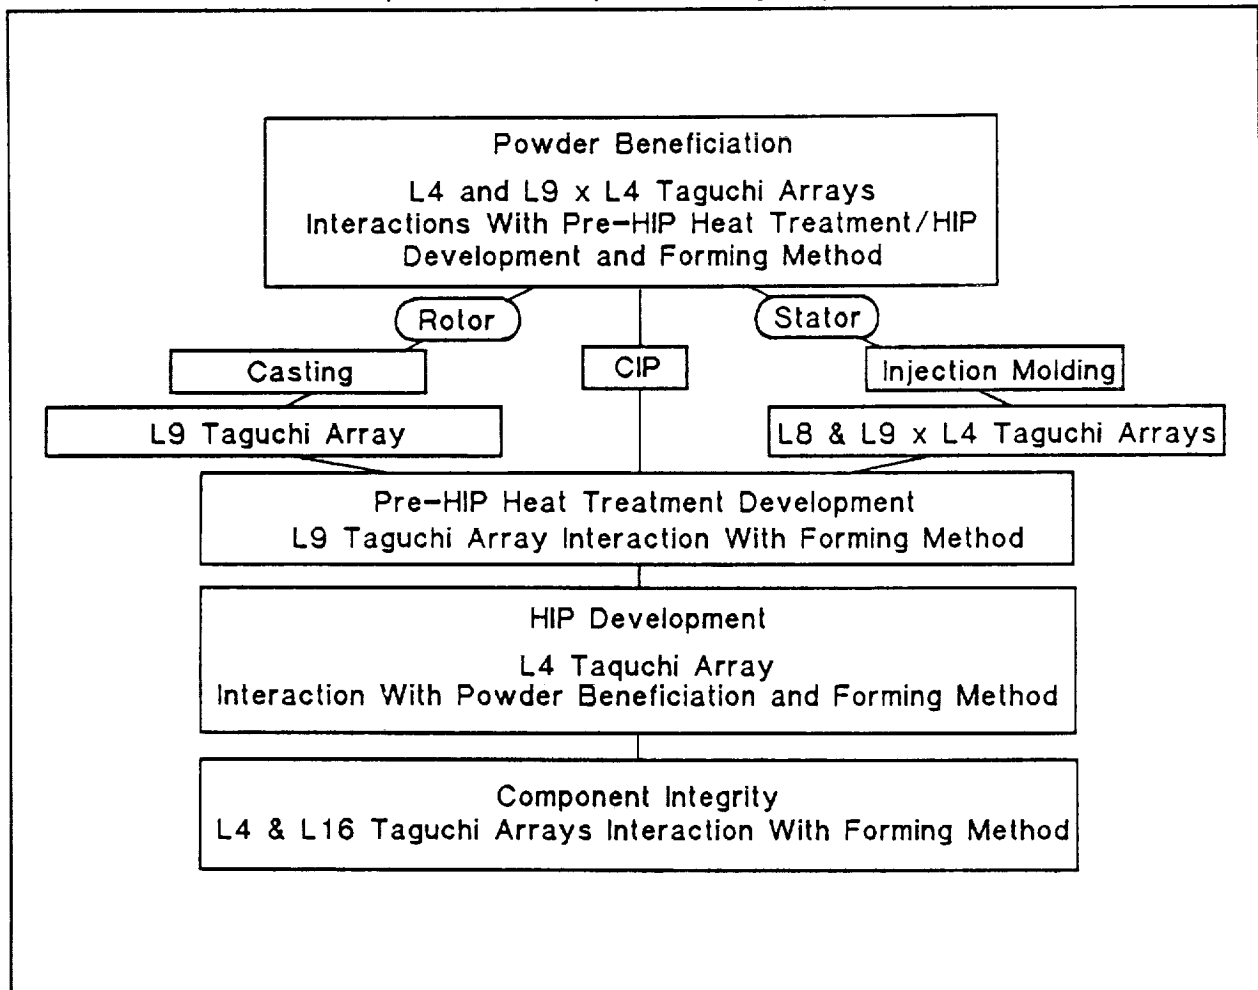 Powder Beneficiation
L4 and L9 x L4 Taguchi Arrays
Interactions With Pre-HIP Heat Treatment/HIP
Development and Forming Method
Rotor
Stator
Casting
CIP
Injection Molding
L9 Taguchi Array
L8 & L9 x L4 Taguchi Arrays
Pre-HIP Heat Treatment Development
L9 Taguchi Array Interaction With Forming Method
HIP Development
L4 Taquchi Array
Interaction With Powder Beneficiation and Forming Method
Component Integrity
L4 & L16 Taguchi Arrays Interaction With Forming Method